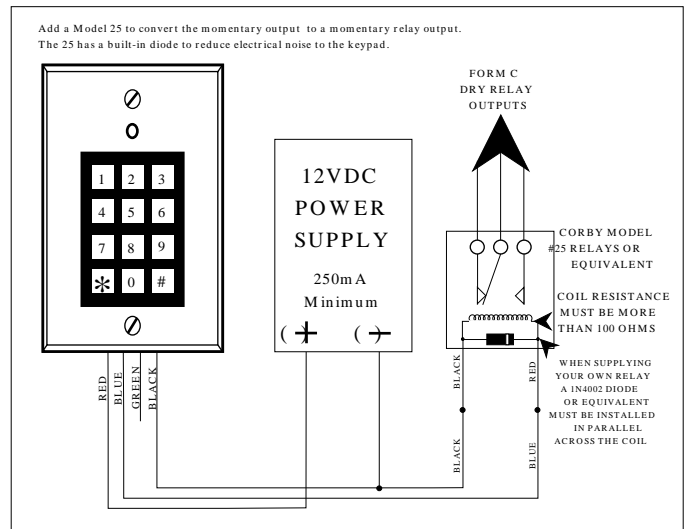 Add a Model 25 to convert the momentary output to a momentary relay output.
The 25 has a built-in diode to reduce electrical noise to the keypad.
FORM C
DRY RELAY
OUTPUTS
1 2 3
4 5 6
7 8 9
* 0 #
12VDC
POWER
SUPPLY
250mA
Minimum
(+) (-)
CORBY MODEL
#25 RELAYS OR
EQUIVALENT
COIL RESISTANCE
MUST BE MORE
THAN 100 OHMS
WHEN SUPPLYING
YOUR OWN RELAY
A 1N4002 DIODE
OR EQUIVALENT
MUST BE INSTALLED
IN PARALLEL
ACROSS THE COIL
RED
BLUE
GREEN
BLACK
BLACK
RED
BLACK
BLUE